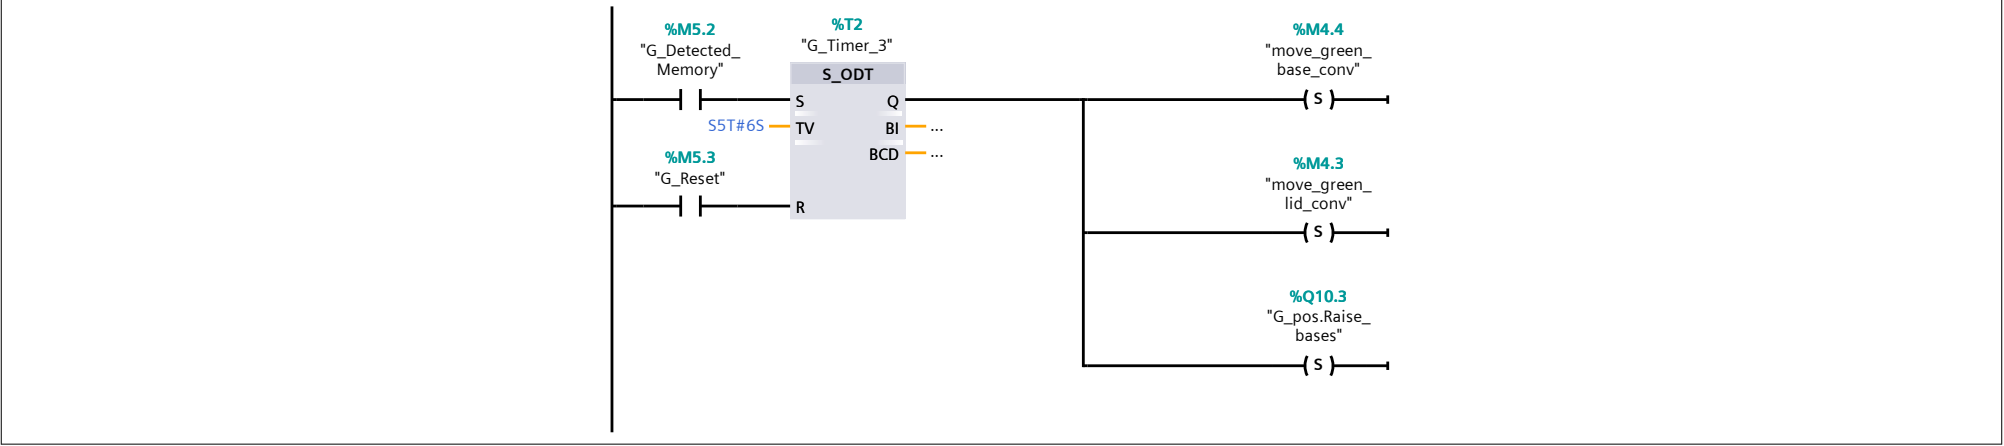 %M5.2
"G_Detected_
Memory"
%T2
"G_Timer_3"
S_ODT
S
Q
S5T#6S
TV
BI
...
BCD
...
%M5.3
"G_Reset"
R
%M4.4
"move_green_
base_conv"
S
%M4.3
"move_green_
lid_conv"
S
%Q10.3
"G_pos.Raise_
bases"
S